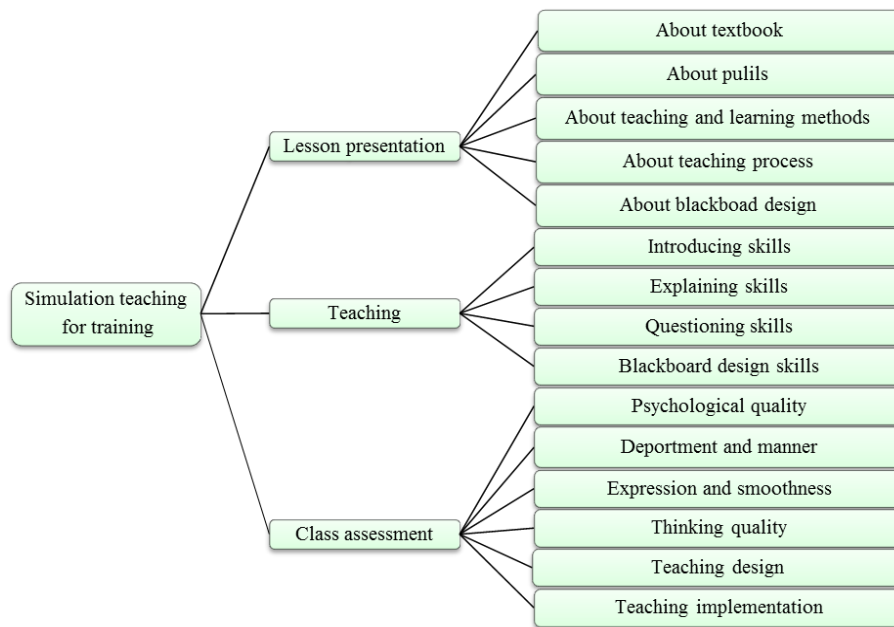 Simulation teaching
for training
Lesson presentation
About textbook
About pulils
About teaching and learning methods
About teaching process
About blackboad design
Teaching
Introducing skills
Explaining skills
Questioning skills
Blackboard design skills
Class assessment
Psychological quality
Deportment and manner
Expression and smoothness
Thinking quality
Teaching design
Teaching implementation